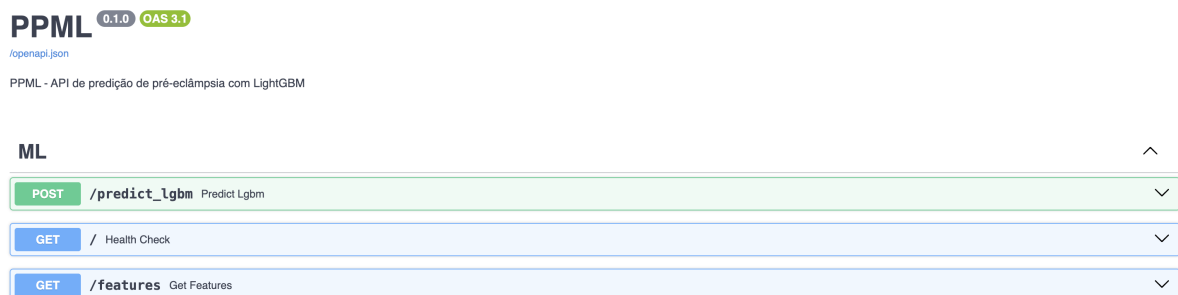 PPML 0.1.0 OAS 3.1
/openapi.json
PPML - API de predição de pré-eclâmpsia com LightGBM
ML
POST /predict_lgbm Predict Lgbm
GET / Health Check
GET /features Get Features